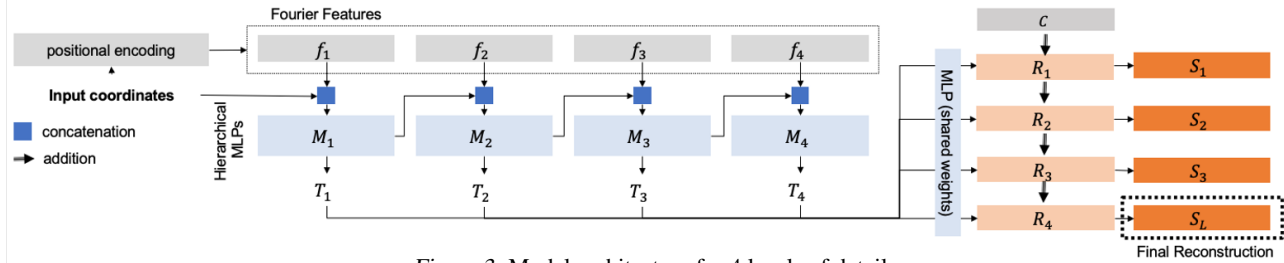 Fourier Features
positional encoding
f₁ f₂ f₃ f₄
Input coordinates
concatenation
addition
Hierarchical
MLPs
M₁ M₂ M₃ M₄
T₁ T₂ T₃ T₄
MLP (shared weights)
C
R₁ S₁
R₂ S₂
R₃ S₃
R₄ S_L
Final Reconstruction